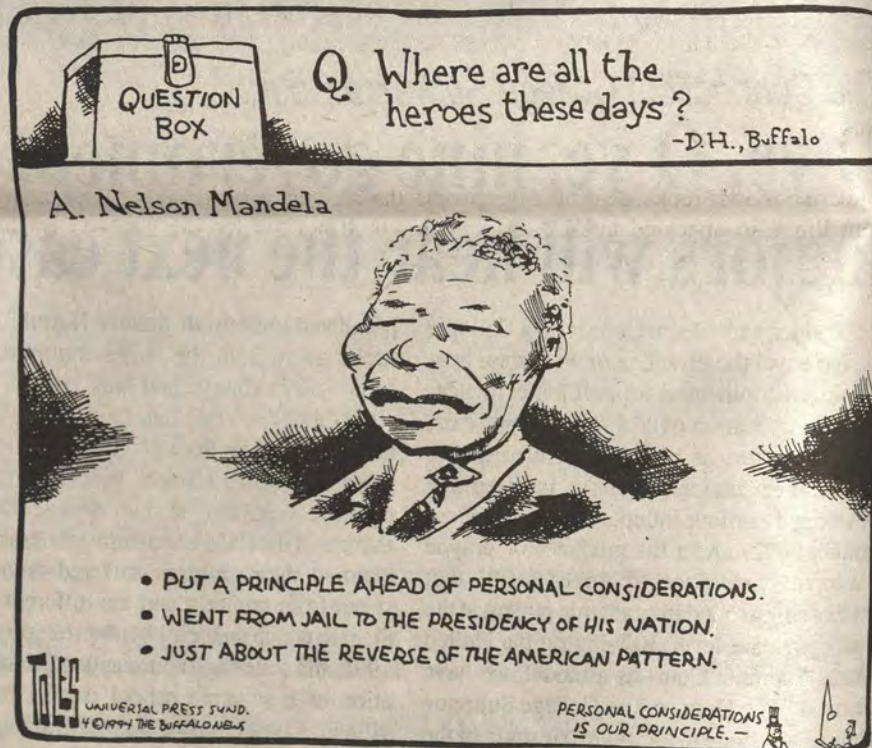 QUESTION
BOX
Q. Where are all the
heroes these days?
-D.H., Buffalo
A. Nelson Mandela
• PUT A PRINCIPLE AHEAD OF PERSONAL CONSIDERATIONS.
• WENT FROM JAIL TO THE PRESIDENCY OF HIS NATION.
• JUST ABOUT THE REVERSE OF THE AMERICAN PATTERN.
TOLES
UNIVERSAL PRESS SYND.
©1994 THE BUFFALO NEWS
PERSONAL CONSIDERATIONS
IS OUR PRINCIPLE. —